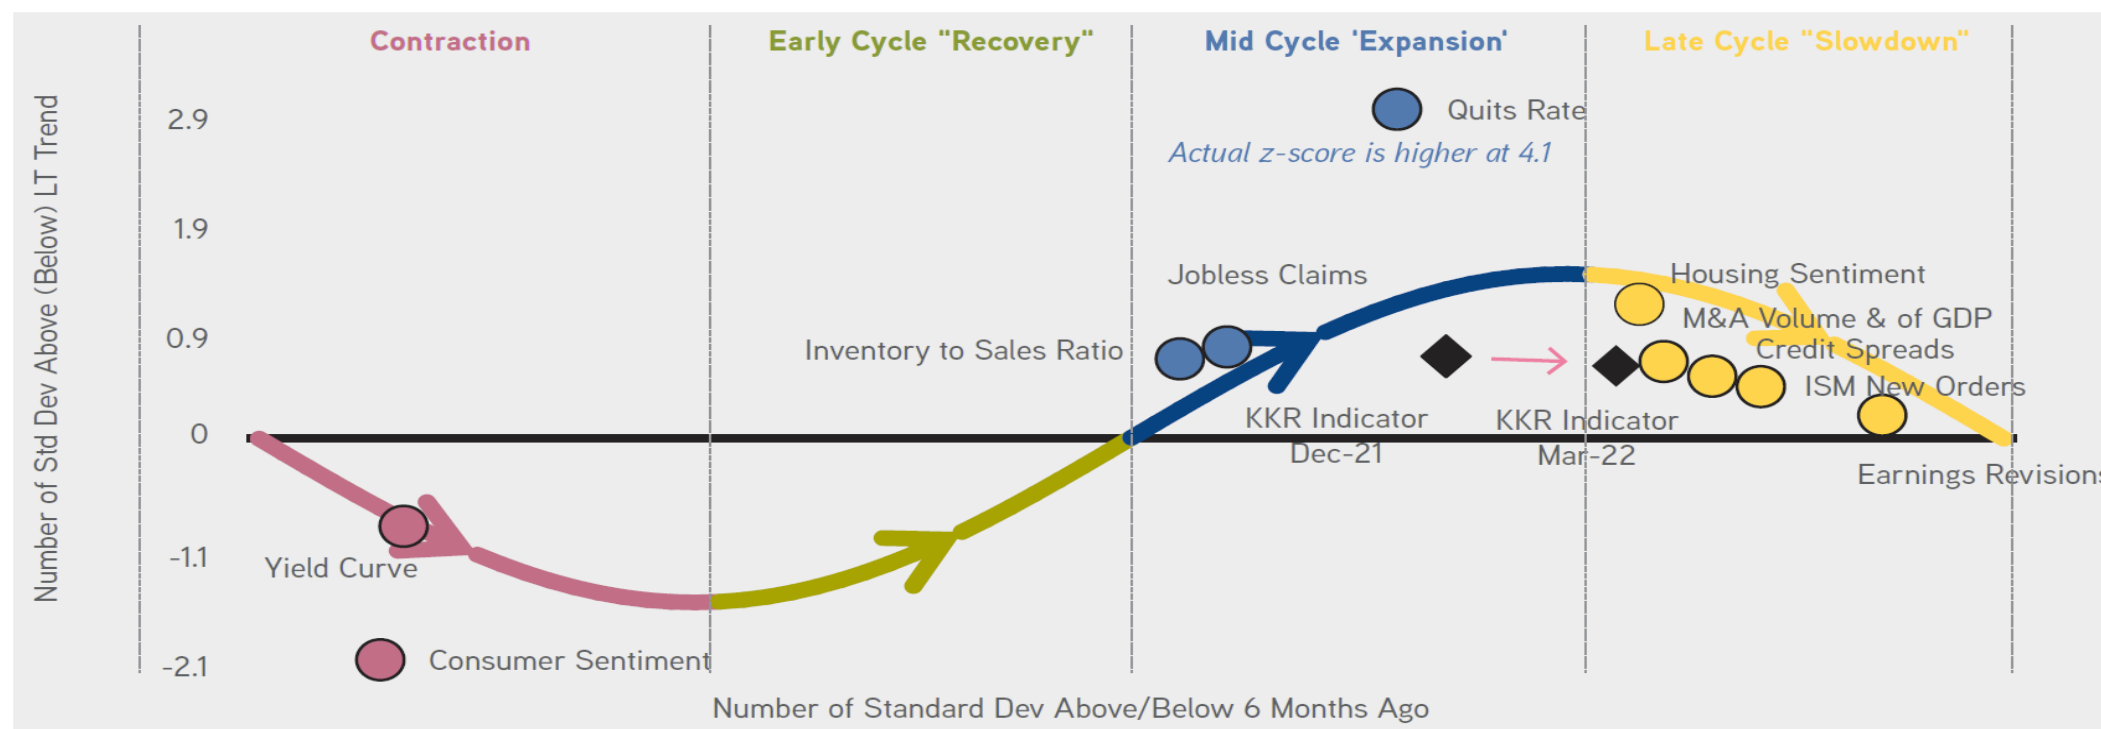 Contraction
Early Cycle "Recovery"
Mid Cycle 'Expansion'
Late Cycle "Slowdown"
Number of Std Dev Above (Below) LT Trend
2.9
1.9
0.9
0
-1.1
-2.1
Quits Rate
Actual z-score is higher at 4.1
Jobless Claims
Housing Sentiment
M&A Volume & of GDP
Inventory to Sales Ratio
Credit Spreads
ISM New Orders
KKR Indicator
Dec-21
KKR Indicator
Mar-22
Earnings Revisions
Yield Curve
Consumer Sentiment
Number of Standard Dev Above/Below 6 Months Ago